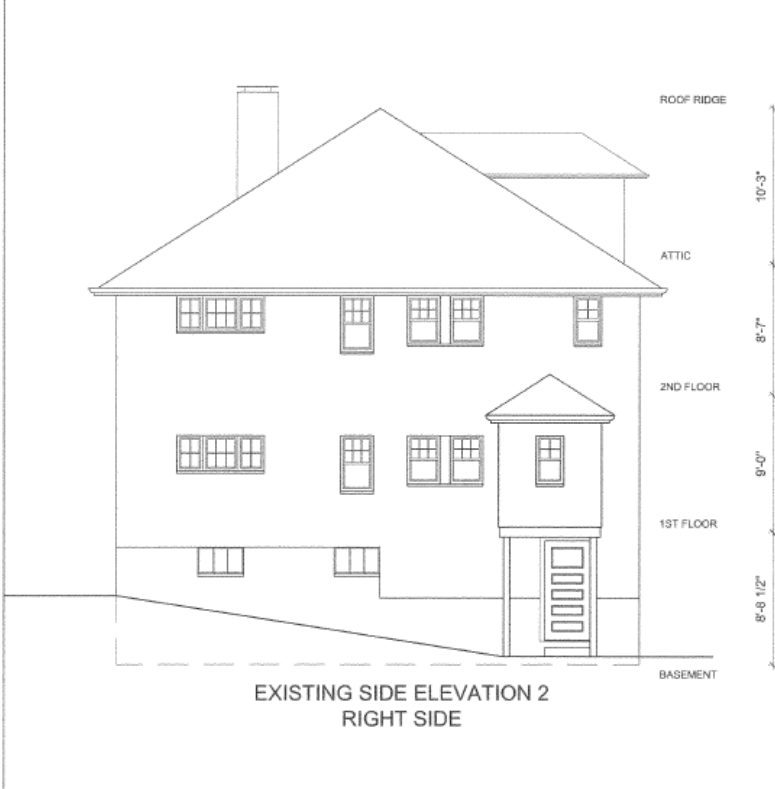 ROOF RIDGE
10'-3"
ATTIC
8'-7"
2ND FLOOR
9'-0"
1ST FLOOR
8'-8 1/2"
BASEMENT
EXISTING SIDE ELEVATION 2
RIGHT SIDE